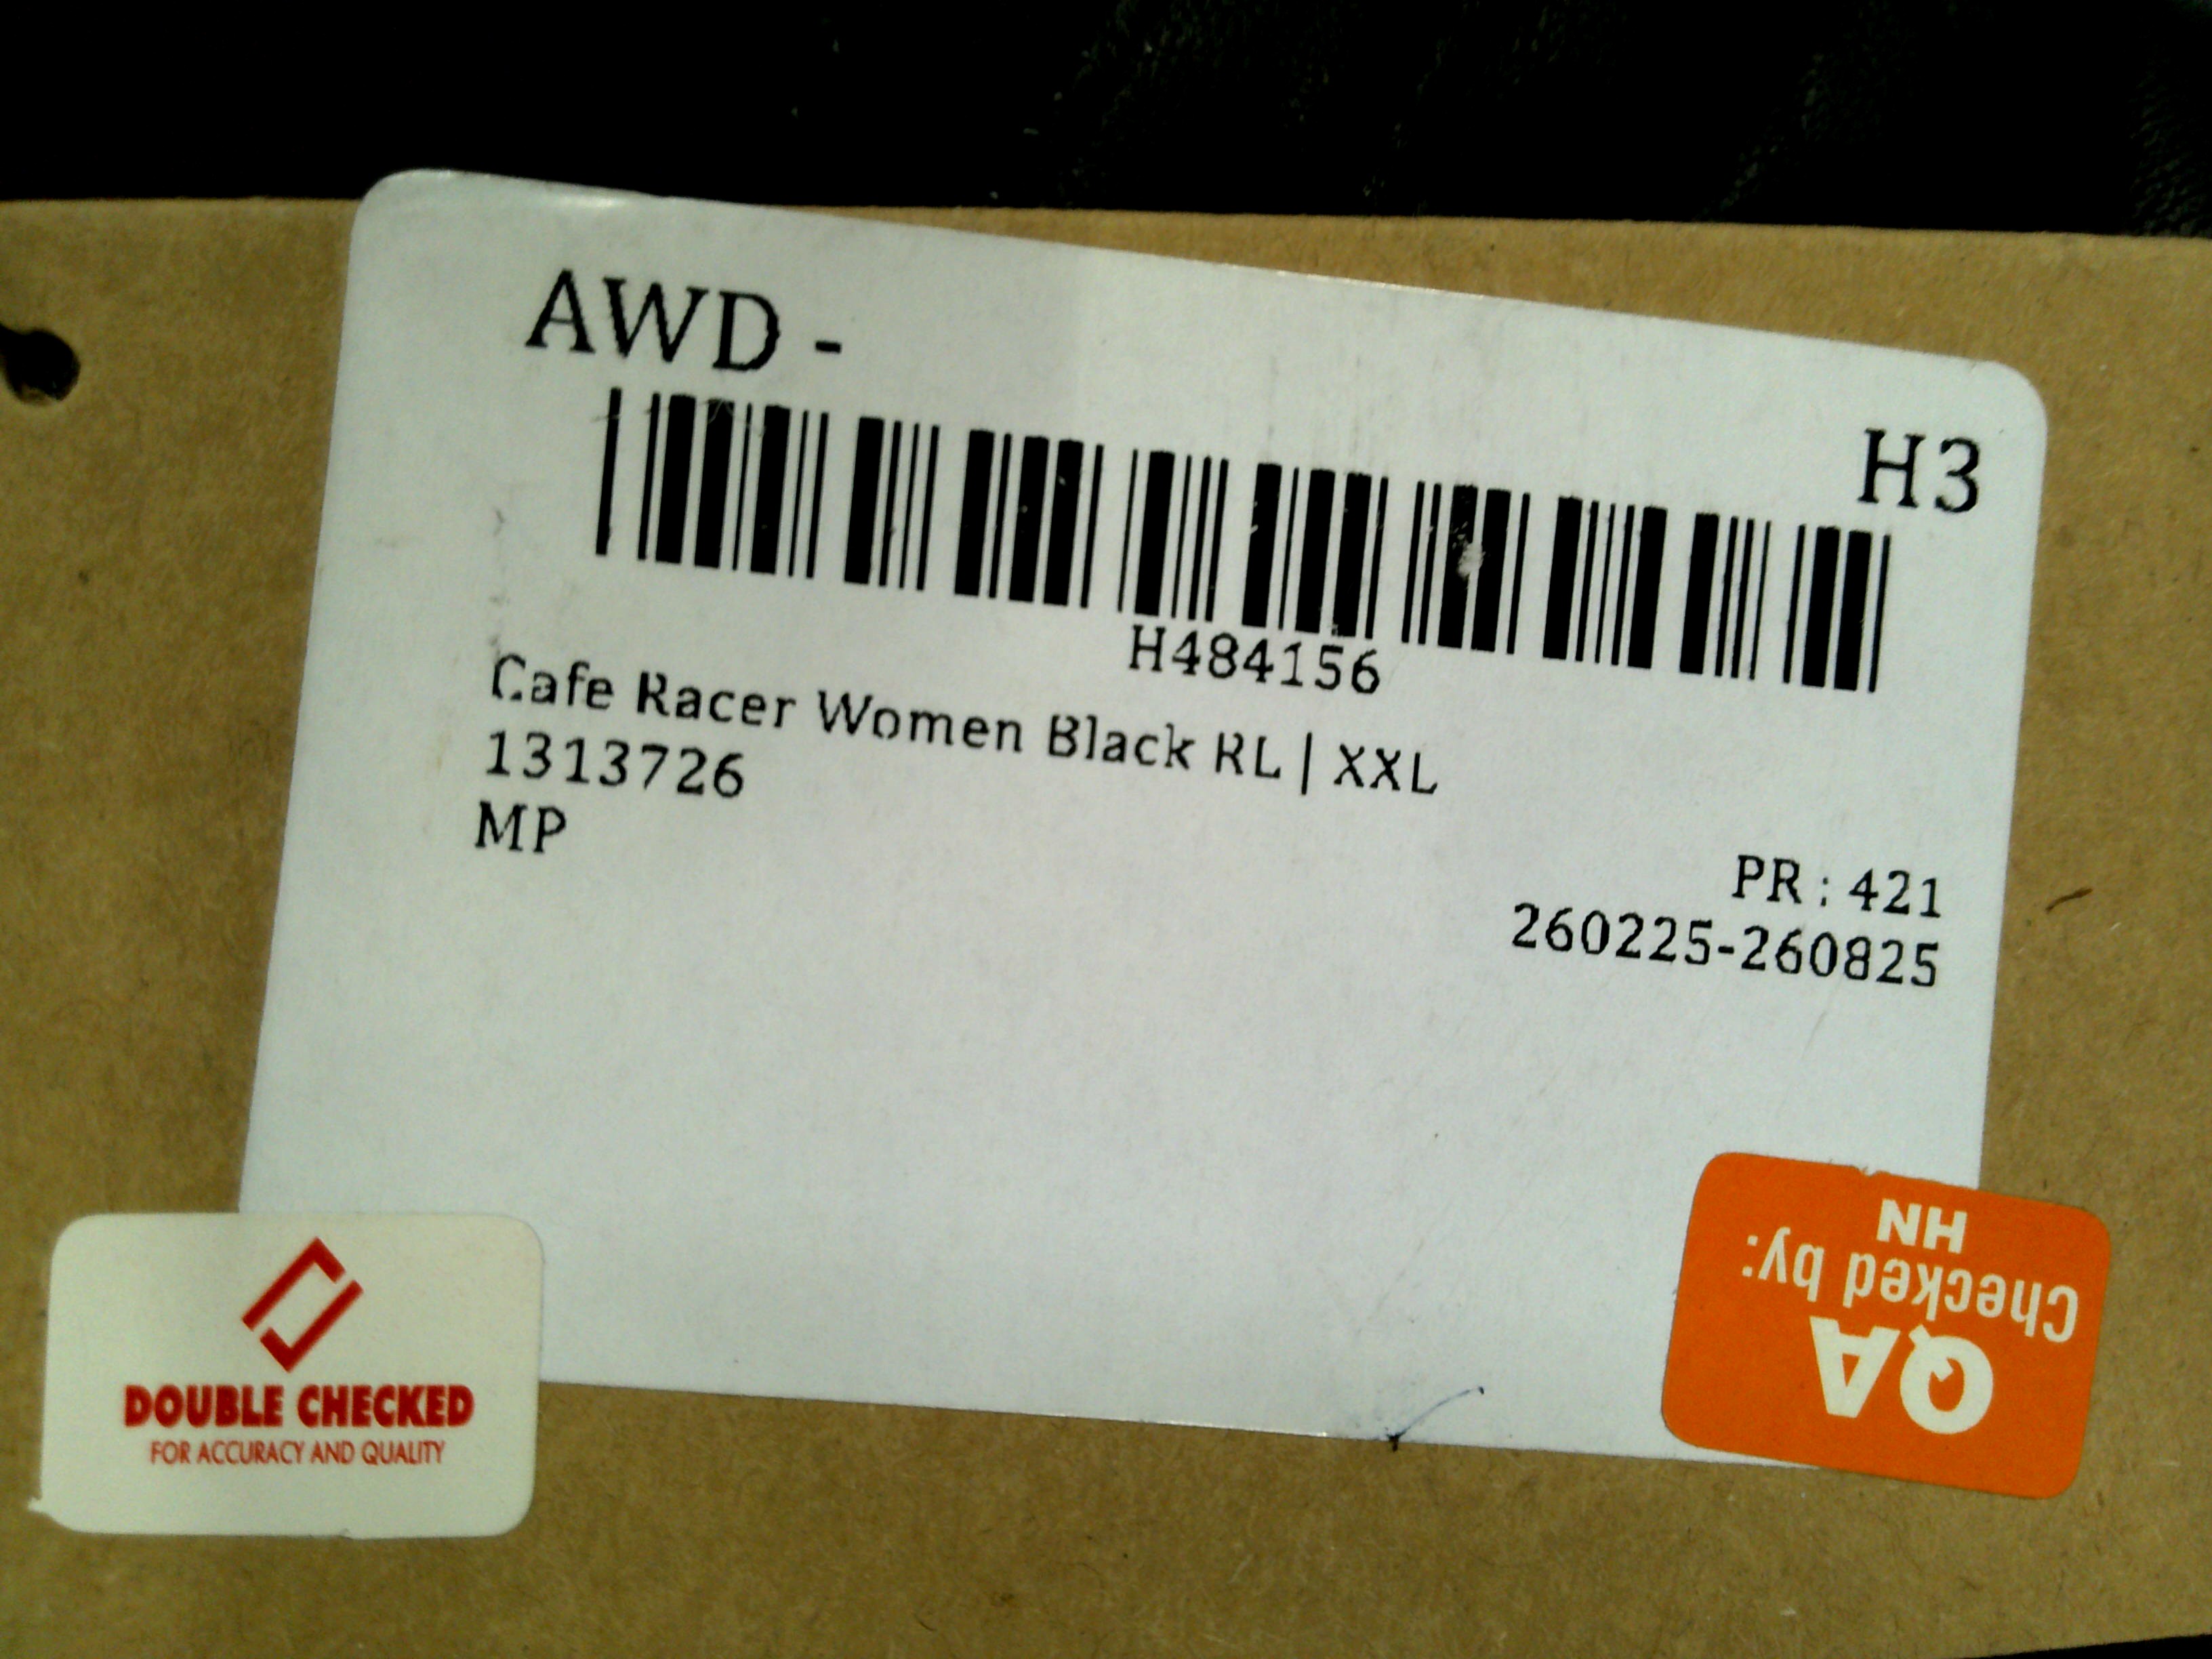 AWD -
H3
H484156
Cafe Racer Women Black RL | XXL
1313726
MP
PR : 421
260225-260825
DOUBLE CHECKED
FOR ACCURACY AND QUALITY
QA
Checked by:
HN